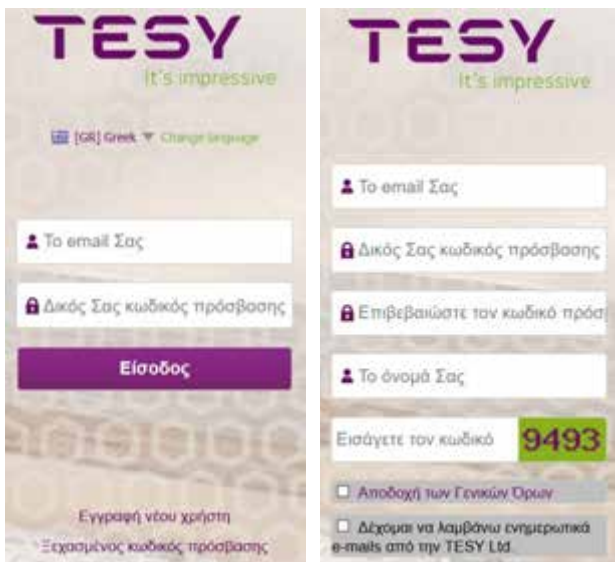 TESY
It's impressive
[GR] Greek Change language
Το email Σας
Δικός Σας κωδικός πρόσβασης
Είσοδος
Εγγραφή νέου χρήστη
Ξεχασμένος κωδικός πρόσβασης
TESY
It's impressive
Το email Σας
Δικός Σας κωδικός πρόσβασης
Επιβεβαιώστε τον κωδικό πρόσ
Το όνομά Σας
Εισάγετε τον κωδικό 9493
Αποδοχή των Γενικών Όρων
Δέχομαι να λαμβάνω ενημερωτικά
e-mails από την TESY Ltd.